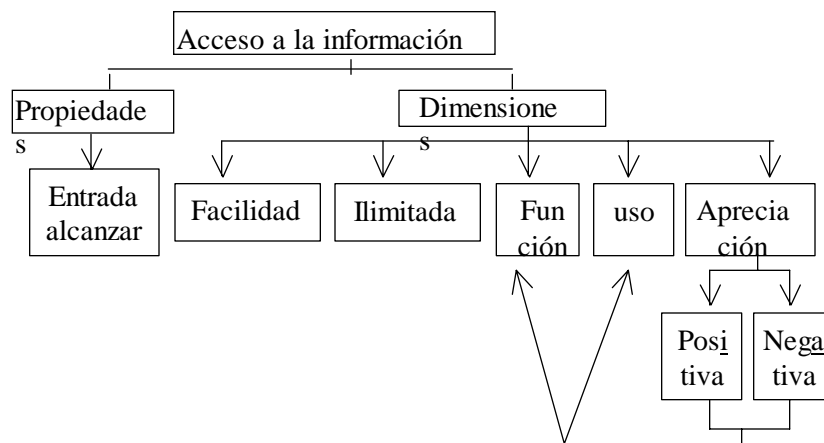 Acceso a la información
Propiedade
s
Dimensione
s
Entrada
alcanzar
Facilidad
Ilimitada
Fun
ción
uso
Aprecia
ción
Posi
tiva
Nega
tiva